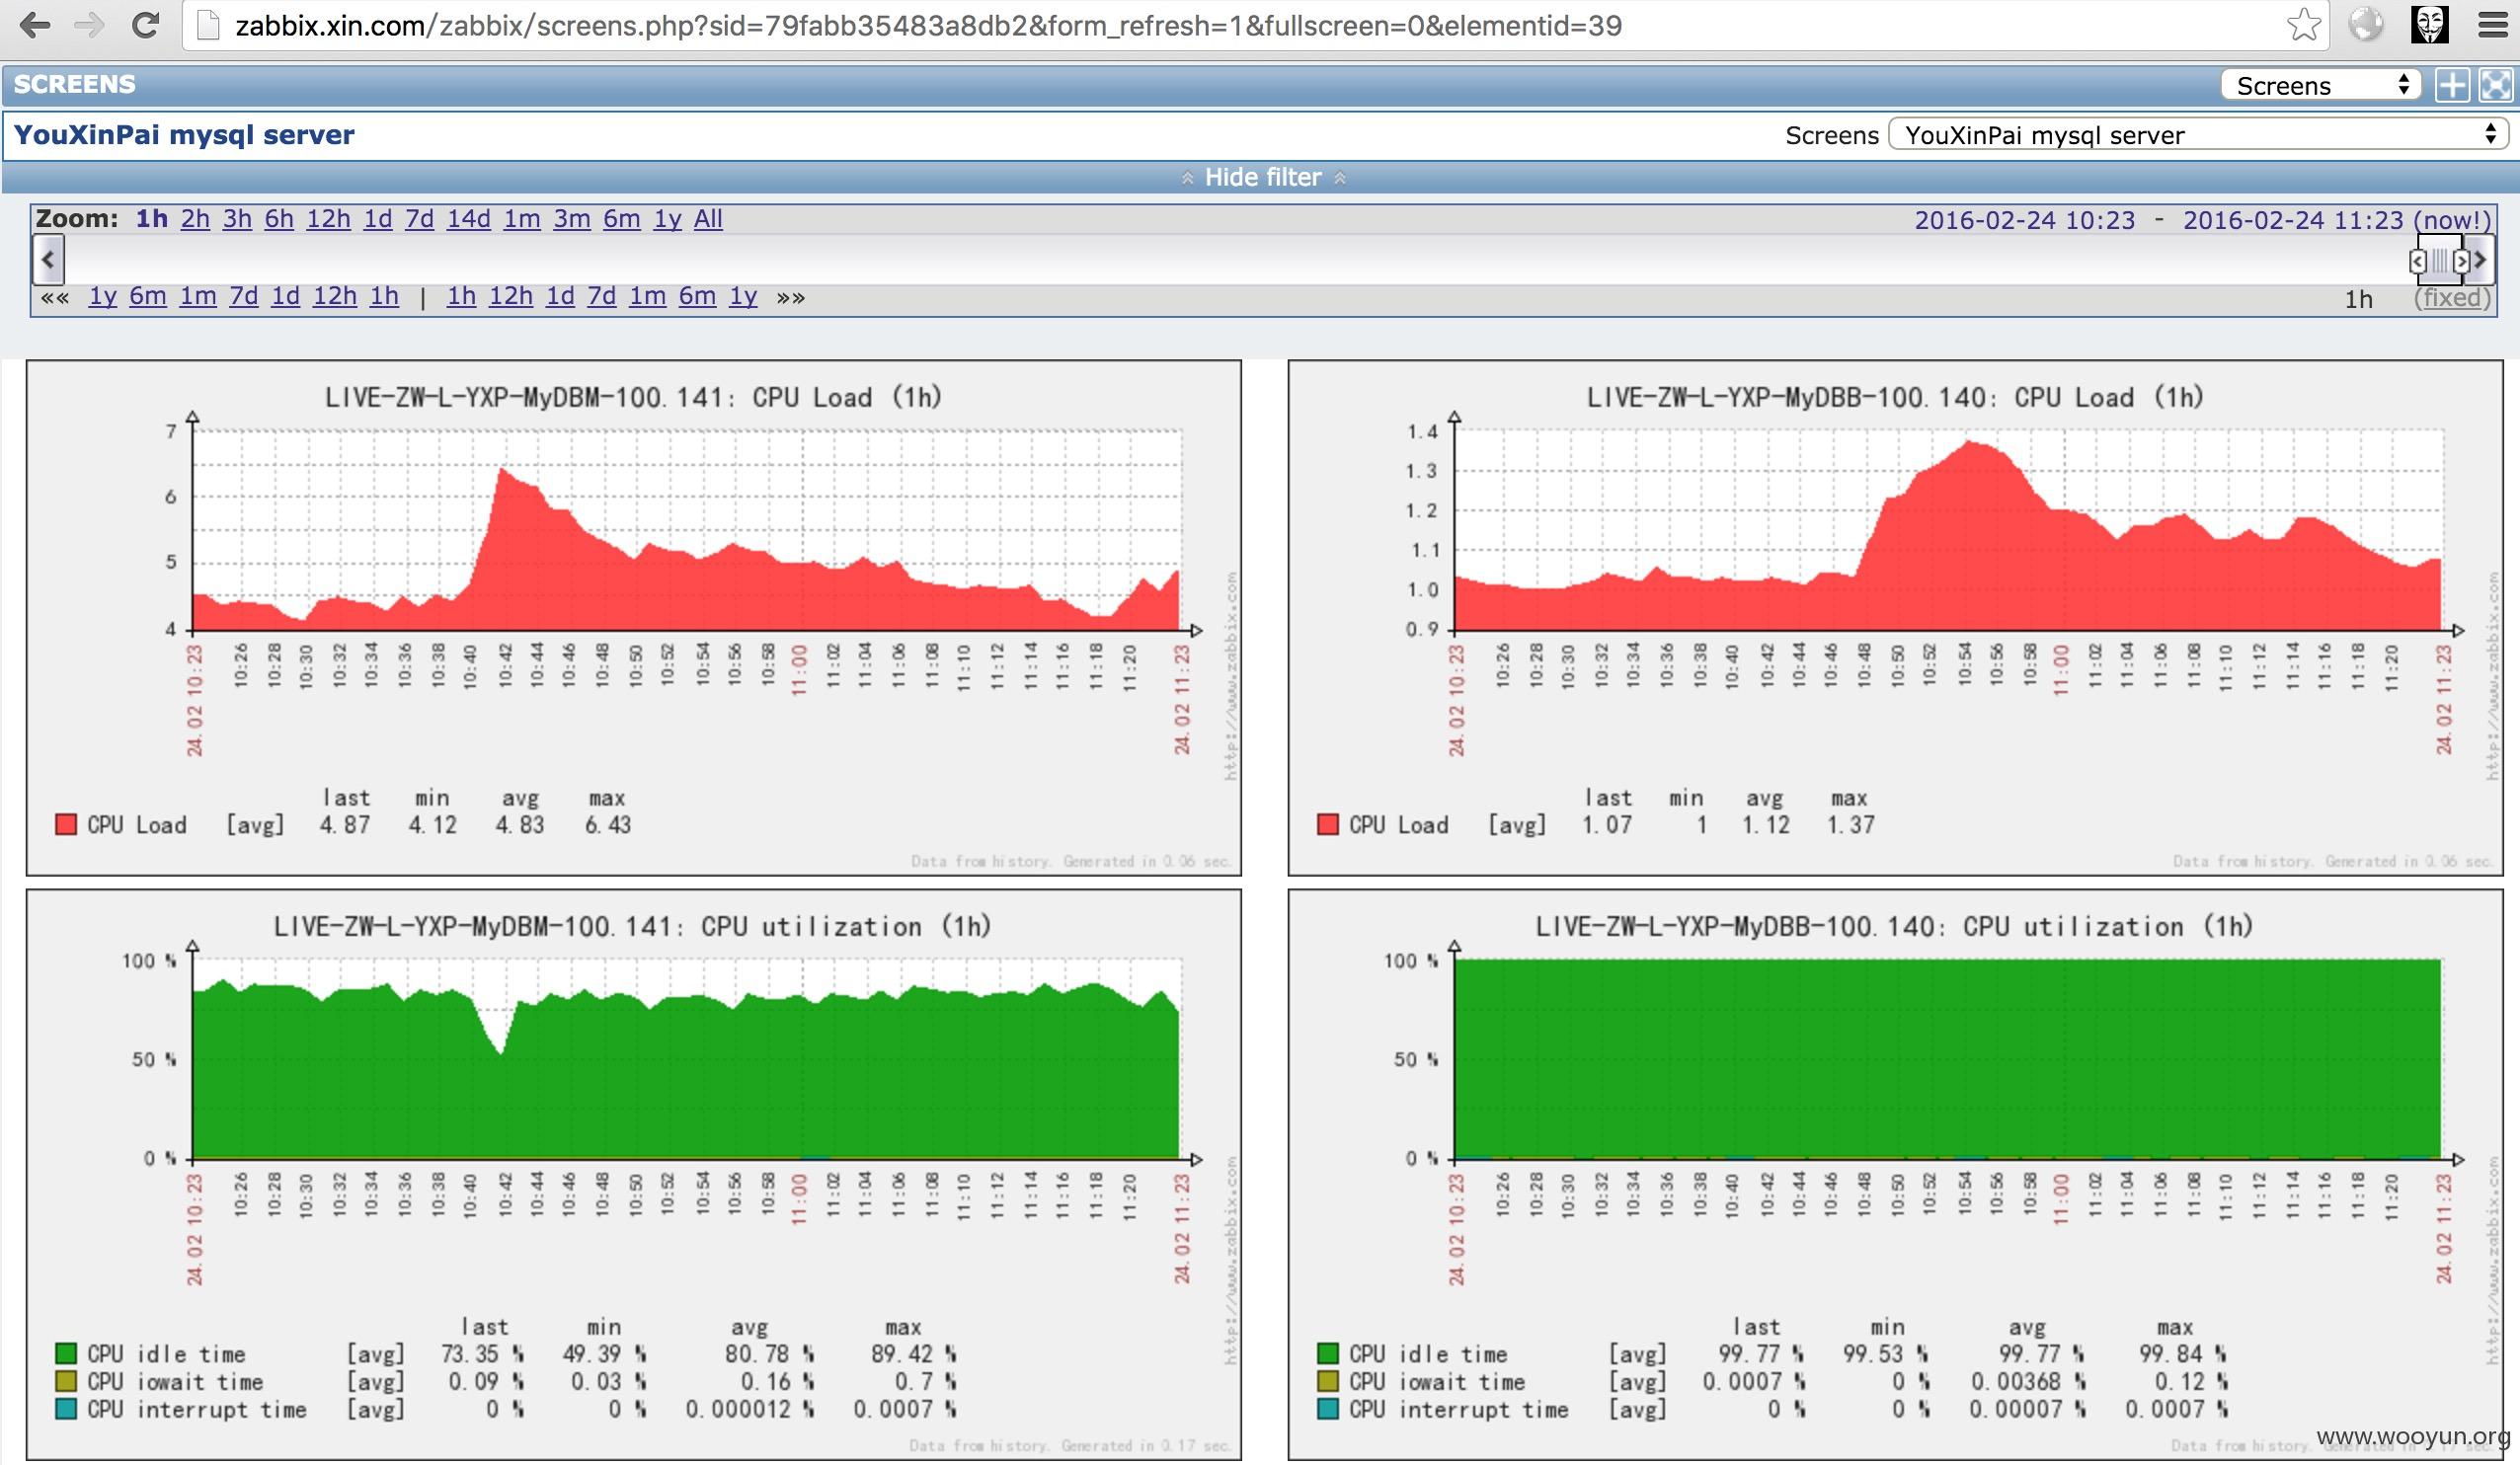 zabbix.xin.com/zabbix/screens.php?sid=79fabb35483a8db2&form_refresh=1&fullscreen=0&elementid=39
SCREENS
Screens
YouXinPai mysql server
Screens YouXinPai mysql server
Hide filter
Zoom: 1h 2h 3h 6h 12h 1d 7d 14d 1m 3m 6m 1y All
2016-02-24 10:23 - 2016-02-24 11:23 (now!)
«« 1y 6m 1m 7d 1d 12h 1h | 1h 12h 1d 7d 1m 6m 1y »»
1h (fixed)
LIVE-ZW-L-YXP-MyDBM-100.141: CPU Load (1h)
7
6
5
4
24.02 10:23 10:26 10:28 10:30 10:32 10:34 10:36 10:38 10:40 10:42 10:44 10:46 10:48 10:50 10:52 10:54 10:56 10:58 11:00 11:02 11:04 11:06 11:08 11:10 11:12 11:14 11:16 11:18 11:20 24.02 11:23
http://www.zabbix.com
last min avg max
CPU Load [avg] 4.87 4.12 4.83 6.43
Data from history. Generated in 0.06 sec.
LIVE-ZW-L-YXP-MyDBB-100.140: CPU Load (1h)
1.4
1.3
1.2
1.1
1.0
0.9
24.02 10:23 10:26 10:28 10:30 10:32 10:34 10:36 10:38 10:40 10:42 10:44 10:46 10:48 10:50 10:52 10:54 10:56 10:58 11:00 11:02 11:04 11:06 11:08 11:10 11:12 11:14 11:16 11:18 11:20 24.02 11:23
http://www.zabbix.com
last min avg max
CPU Load [avg] 1.07 1 1.12 1.37
Data from history. Generated in 0.06 sec.
LIVE-ZW-L-YXP-MyDBM-100.141: CPU utilization (1h)
100 %
50 %
0 %
24.02 10:23 10:26 10:28 10:30 10:32 10:34 10:36 10:38 10:40 10:42 10:44 10:46 10:48 10:50 10:52 10:54 10:56 10:58 11:00 11:02 11:04 11:06 11:08 11:10 11:12 11:14 11:16 11:18 11:20 24.02 11:23
http://www.zabbix.com
last min avg max
CPU idle time [avg] 73.35 % 49.39 % 80.78 % 89.42 %
CPU iowait time [avg] 0.09 % 0.03 % 0.16 % 0.7 %
CPU interrupt time [avg] 0 % 0 % 0.000012 % 0.0007 %
Data from history. Generated in 0.17 sec.
LIVE-ZW-L-YXP-MyDBB-100.140: CPU utilization (1h)
100 %
50 %
0 %
24.02 10:23 10:26 10:28 10:30 10:32 10:34 10:36 10:38 10:40 10:42 10:44 10:46 10:48 10:50 10:52 10:54 10:56 10:58 11:00 11:02 11:04 11:06 11:08 11:10 11:12 11:14 11:16 11:18 11:20 24.02 11:23
http://www.zabbix.com
last min avg max
CPU idle time [avg] 99.77 % 99.53 % 99.77 % 99.84 %
CPU iowait time [avg] 0.0007 % 0 % 0.00368 % 0.12 %
CPU interrupt time [avg] 0 % 0 % 0.00007 % 0.0007 %
Data from history.
www.wooyun.org